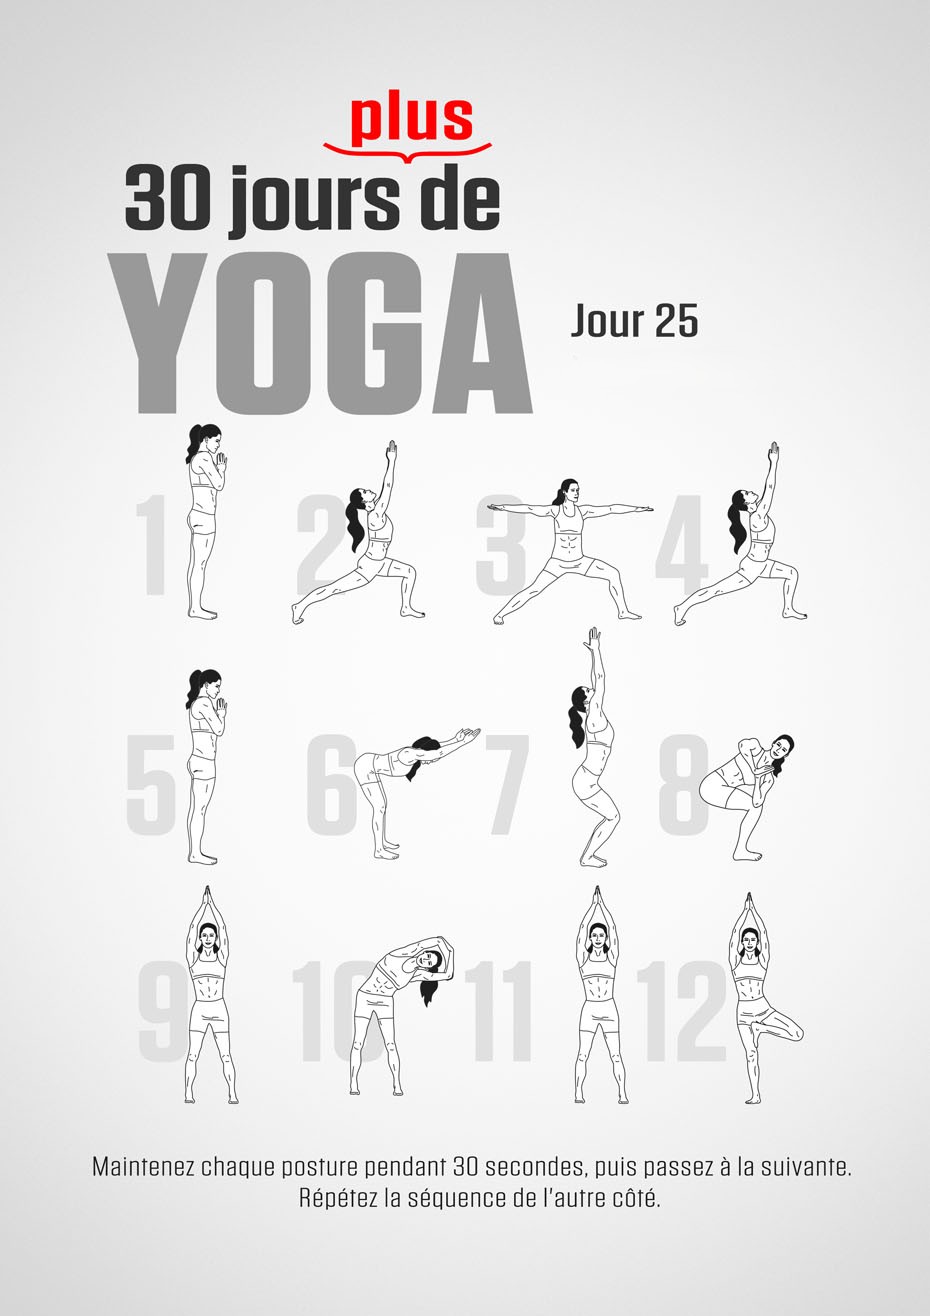 plus
30 jours de
YOGA
Jour 25
1 2 3 4
5 6 7 8
9 10 11 12
Maintenez chaque posture pendant 30 secondes, puis passez à la suivante.
Répétez la séquence de l'autre côté.